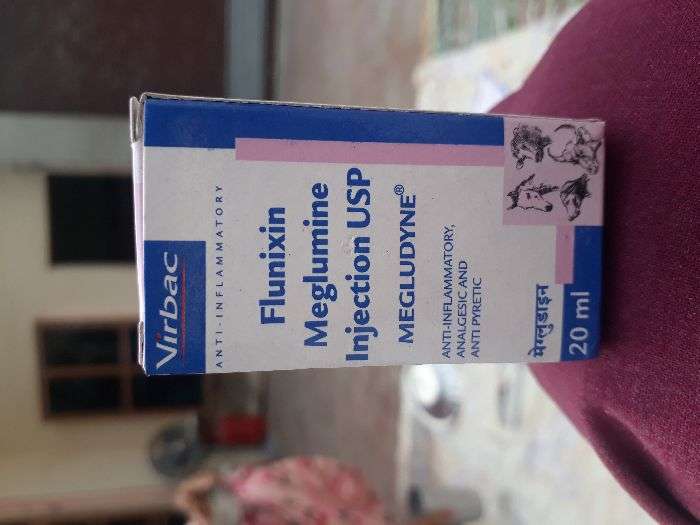 Virbac
ANTI-INFLAMMATORY
Flunixin
Meglumine
Injection USP
MEGLUDYNE®
ANTI-INFLAMMATORY,
ANALGESIC AND
ANTI PYRETIC
मेग्लुडाइन
20 ml